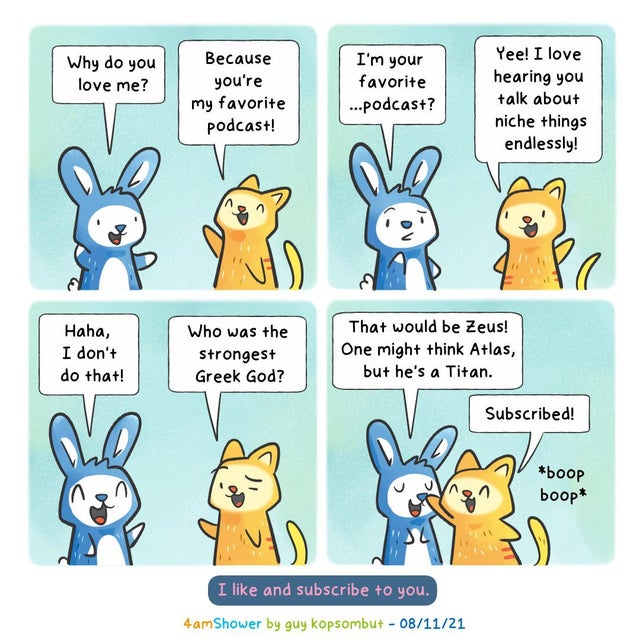 Why do you
love me?
Because
you're
my favorite
podcast!
I'm your
favorite
...podcast?
Yee! I love
hearing you
talk about
niche things
endlessly!
Haha,
I don't
do that!
Who was the
strongest
Greek God?
That would be Zeus!
One might think Atlas,
but he's a Titan.
Subscribed!
*boop
boop*
I like and subscribe to you.
4amShower by guy kopsombut - 08/11/21